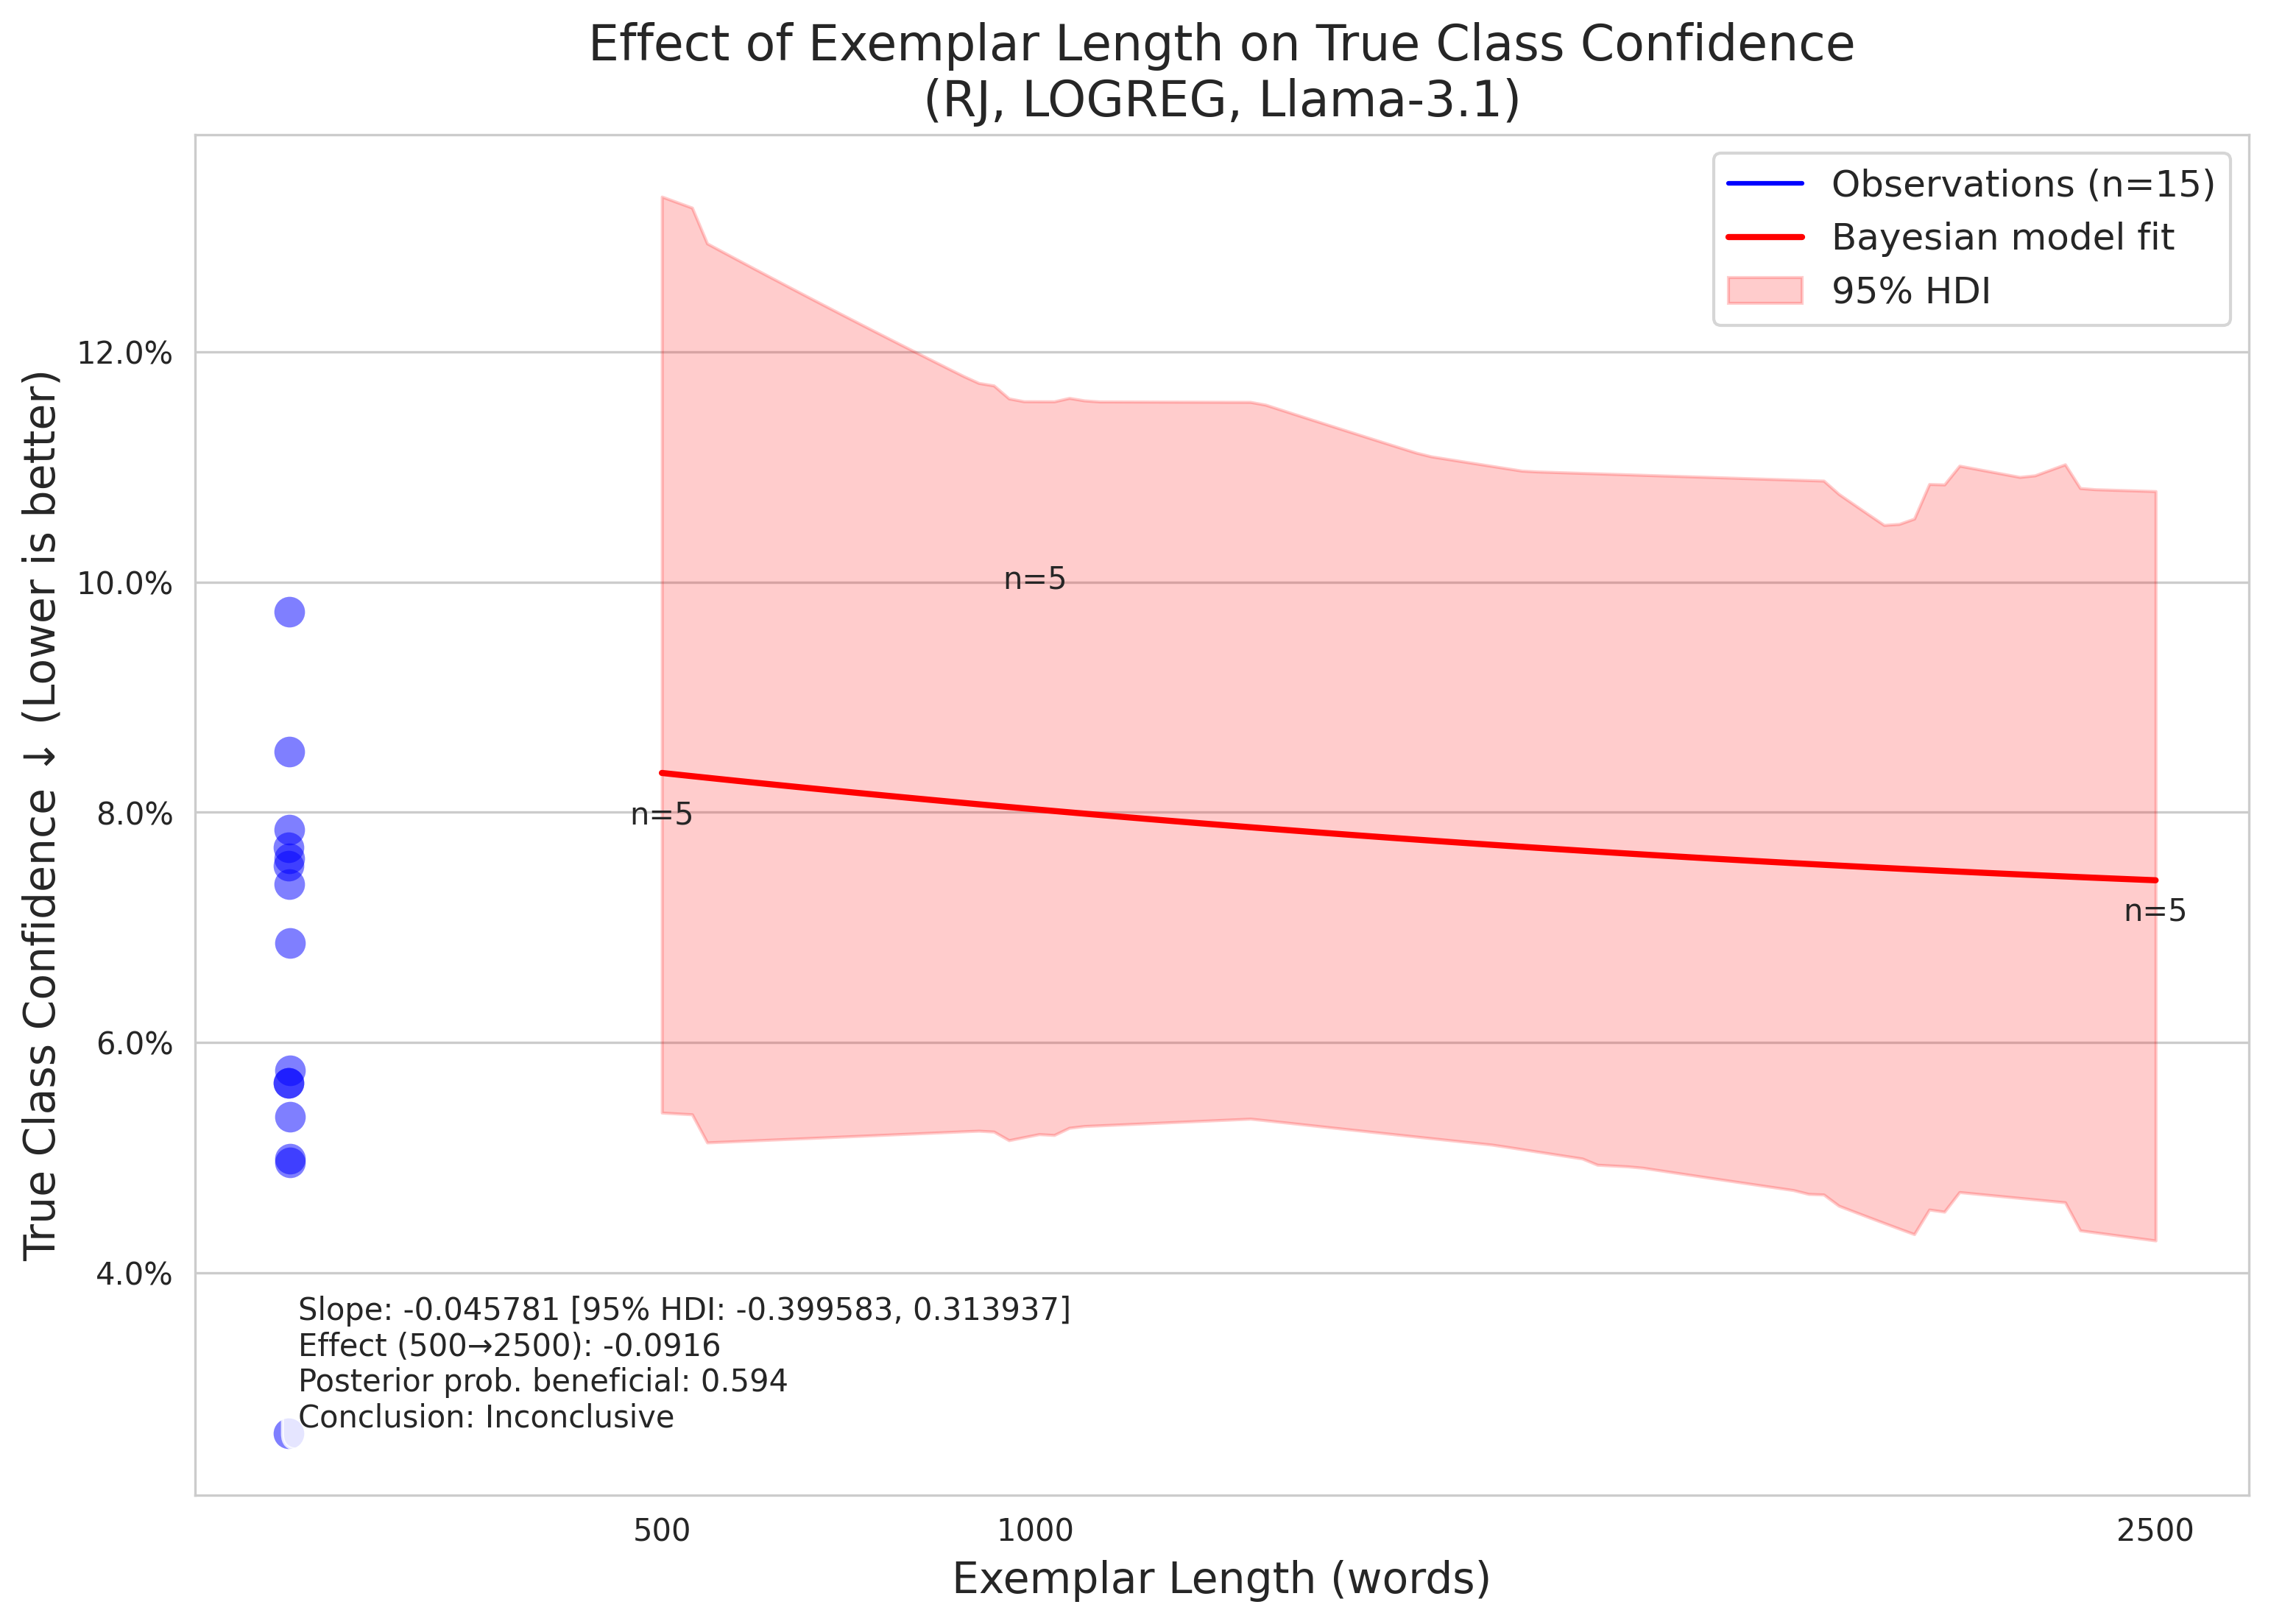 Effect of Exemplar Length on True Class Confidence
(RJ, LOGREG, Llama-3.1)
Observations (n=15)
Bayesian model fit
95% HDI
True Class Confidence ↓ (Lower is better)
12.0%
10.0%
8.0%
6.0%
4.0%
n=5
n=5
n=5
Slope: -0.045781 [95% HDI: -0.399583, 0.313937]
Effect (500→2500): -0.0916
Posterior prob. beneficial: 0.594
Conclusion: Inconclusive
500
1000
2500
Exemplar Length (words)